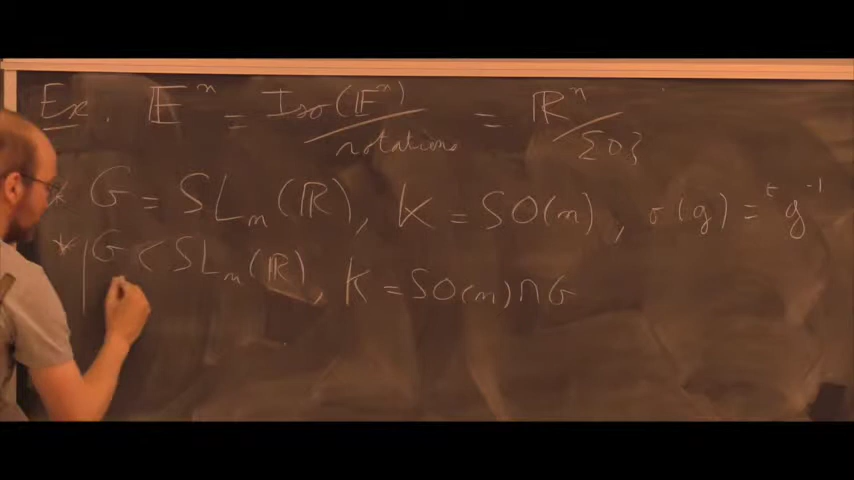 Ex. 𝔼ⁿ = Iso(𝔼ⁿ)/rotations = ℝⁿ/{0}
* G = SLₙ(ℝ), K = SO(n), σ(g) = ᵗg⁻¹
* G < SLₙ(ℝ), K = SO(n) ∩ G